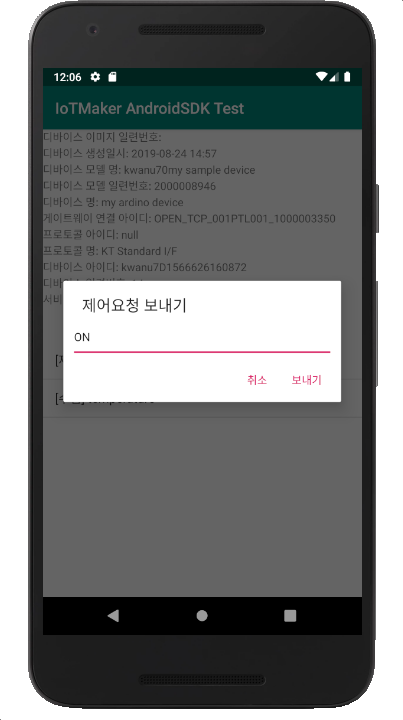 12:06
IoTMaker AndroidSDK Test
디바이스 이미지 일련번호:
디바이스 생성일시: 2019-08-24 14:57
디바이스 모델 명: kwanu70my sample device
디바이스 모델 일련번호: 2000008946
디바이스 명: my ardino device
게이트웨이 연결 아이디: OPEN_TCP_001PTL001_1000003350
프로토콜 아이디: null
프로토콜 명: KT Standard I/F
디바이스 아이디: kwanu7D1566626160872
제어요청 보내기
ON
취소 보내기